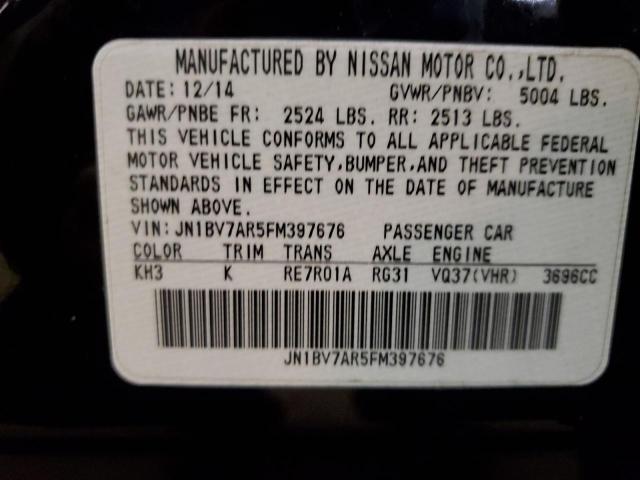 MANUFACTURED BY NISSAN MOTOR CO.,LTD.
DATE: 12/14 GVWR/PNBV: 5004 LBS.
GAWR/PNBE FR: 2524 LBS. RR: 2513 LBS.
THIS VEHICLE CONFORMS TO ALL APPLICABLE FEDERAL
MOTOR VEHICLE SAFETY,BUMPER,AND THEFT PREVENTION
STANDARDS IN EFFECT ON THE DATE OF MANUFACTURE
SHOWN ABOVE.
VIN: JN1BV7AR5FM397676 PASSENGER CAR
COLOR TRIM TRANS AXLE ENGINE
KH3 K RE7R01A RG31 VQ37(VHR) 3696CC
JN1BV7AR5FM397676